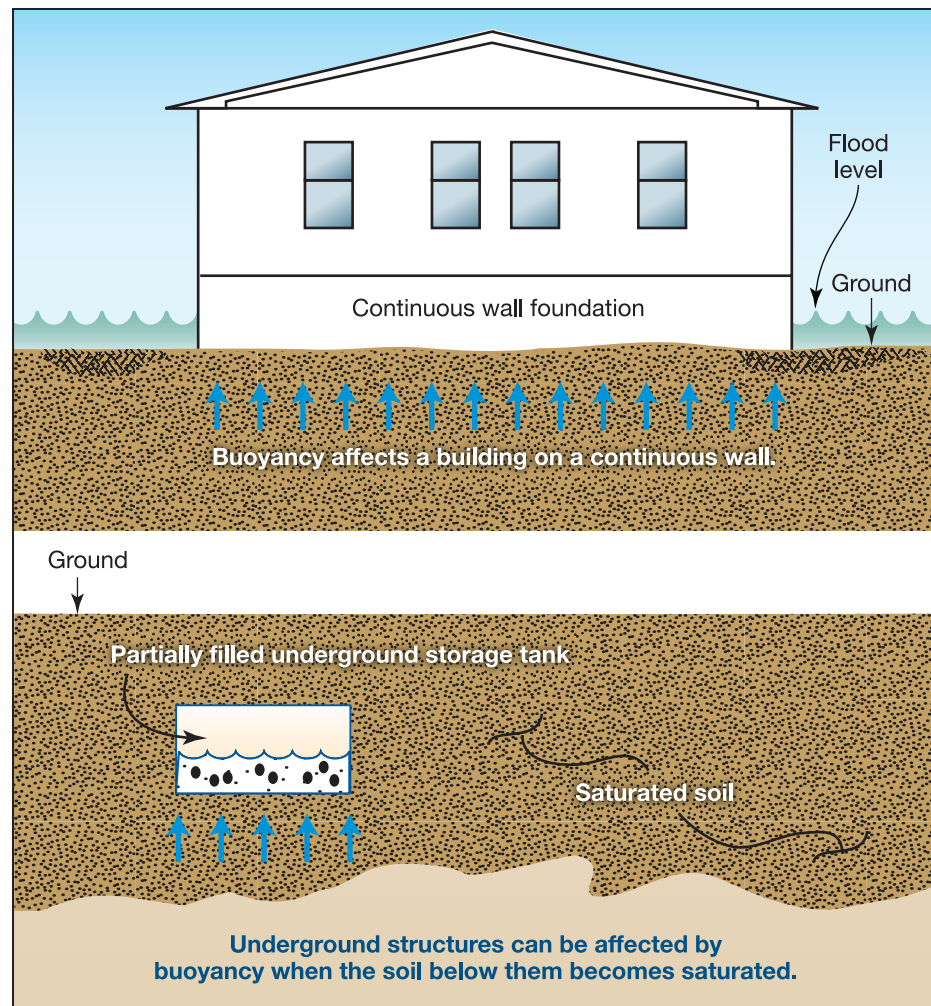 Flood
level
Ground
Continuous wall foundation
Buoyancy affects a building on a continuous wall.
Ground
Partially filled underground storage tank
Saturated soil
Underground structures can be affected by
buoyancy when the soil below them becomes saturated.